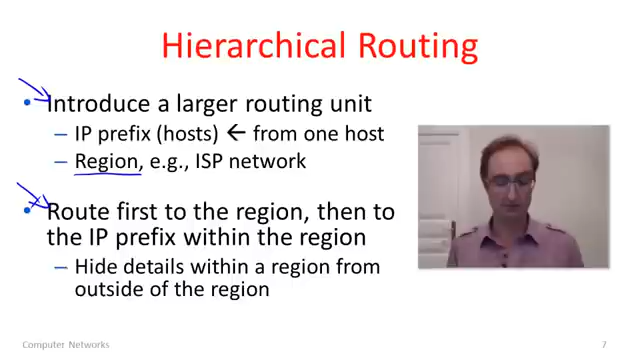 Hierarchical Routing
• Introduce a larger routing unit
– IP prefix (hosts) ← from one host
– Region, e.g., ISP network
• Route first to the region, then to
the IP prefix within the region
– Hide details within a region from
outside of the region
Computer Networks
7